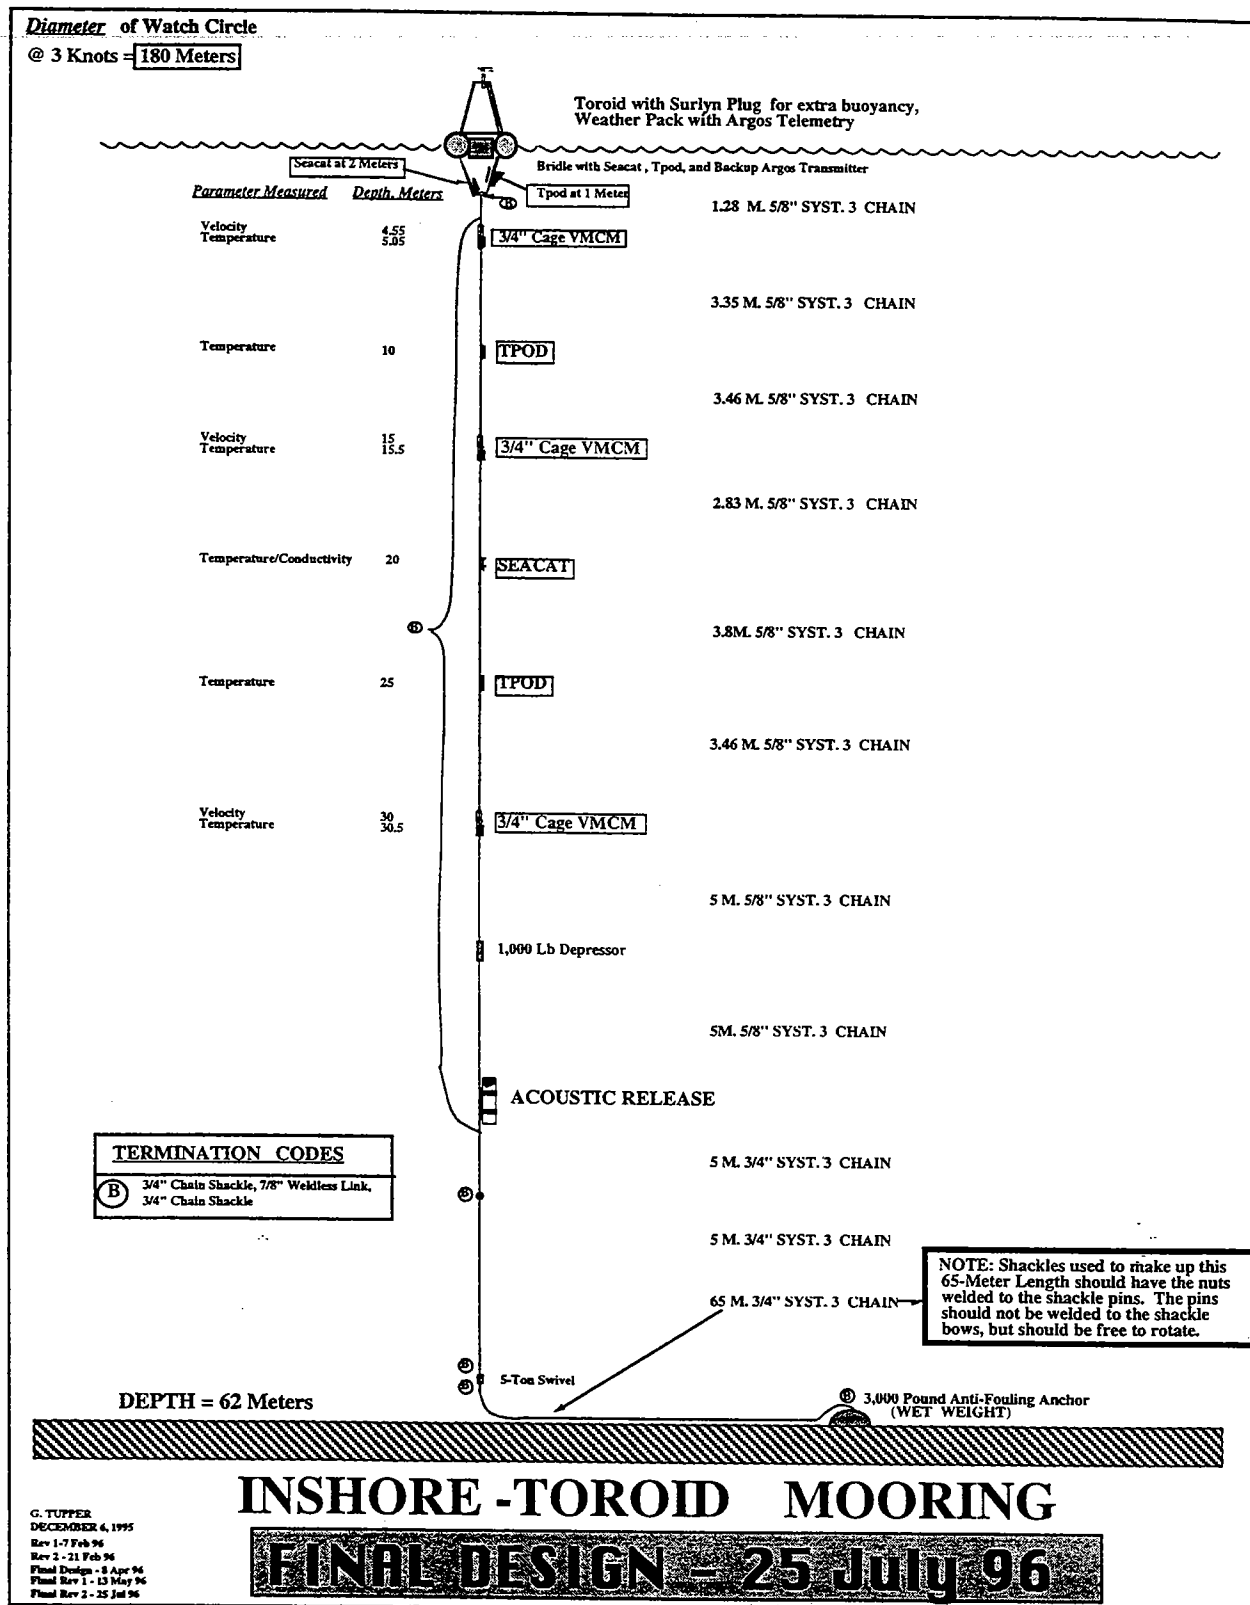 Diameter of Watch Circle
@ 3 Knots = 180 Meters
Toroid with Surlyn Plug for extra buoyancy,
Weather Pack with Argos Telemetry
Seacat at 2 Meters
Bridle with Seacat, Tpod, and Backup Argos Transmitter
Parameter Measured Depth, Meters
B
Tpod at 1 Meter
1.28 M. 5/8" SYST. 3 CHAIN
Velocity 4.55
Temperature 5.05
3/4" Cage VMCM
3.35 M. 5/8" SYST. 3 CHAIN
Temperature 10
TPOD
3.46 M. 5/8" SYST. 3 CHAIN
Velocity 15
Temperature 15.5
3/4" Cage VMCM
2.83 M. 5/8" SYST. 3 CHAIN
Temperature/Conductivity 20
SEACAT
B
3.8M. 5/8" SYST. 3 CHAIN
Temperature 25
TPOD
3.46 M. 5/8" SYST. 3 CHAIN
Velocity 30
Temperature 30.5
3/4" Cage VMCM
5 M. 5/8" SYST. 3 CHAIN
1,000 Lb Depressor
5M. 5/8" SYST. 3 CHAIN
ACOUSTIC RELEASE
TERMINATION CODES
B 3/4" Chain Shackle, 7/8" Weldless Link,
3/4" Chain Shackle
5 M. 3/4" SYST. 3 CHAIN
B
5 M. 3/4" SYST. 3 CHAIN
65 M. 3/4" SYST. 3 CHAIN
NOTE: Shackles used to make up this
65-Meter Length should have the nuts
welded to the shackle pins. The pins
should not be welded to the shackle
bows, but should be free to rotate.
B
B
5-Ton Swivel
DEPTH = 62 Meters
B 3,000 Pound Anti-Fouling Anchor
(WET WEIGHT)
INSHORE -TOROID MOORING
FINAL DESIGN - 25 July 96
G. TUPPER
DECEMBER 6, 1995
Rev 1-7 Feb 96
Rev 2 - 21 Feb 96
Final Design - 8 Apr 96
Final Rev 1 - 13 May 96
Final Rev 2 - 25 Jul 96